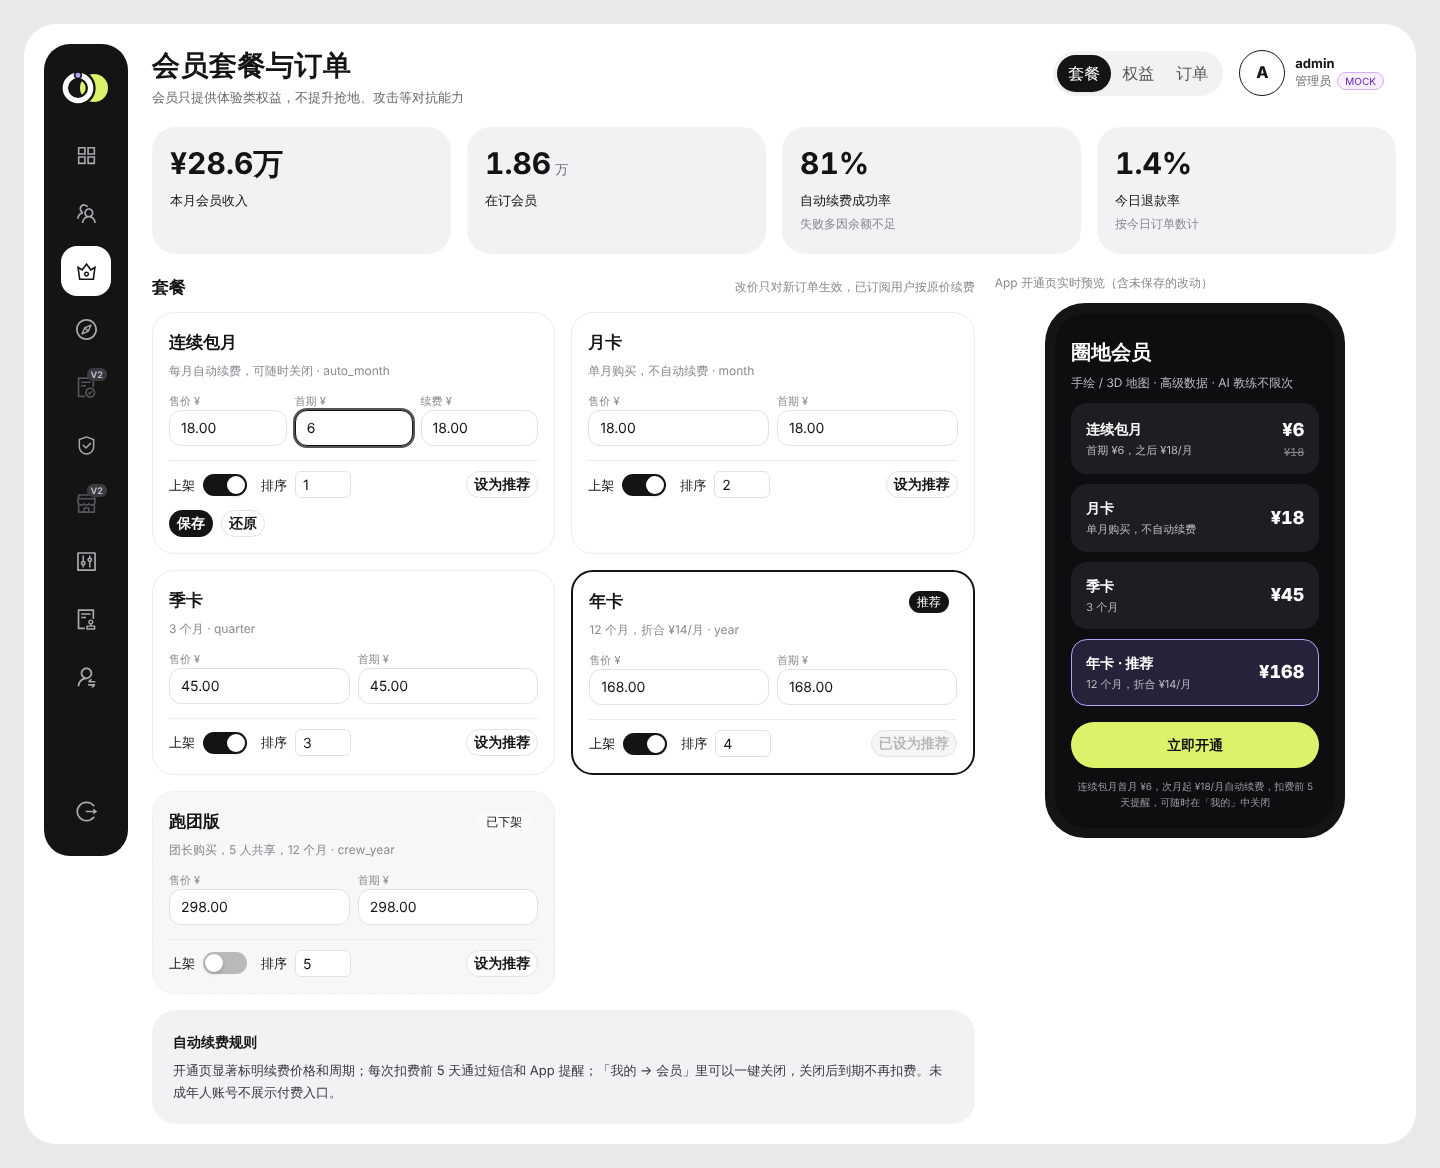 会员套餐与订单
会员只提供体验类权益，不提升抢地、攻击等对抗能力
套餐
权益
订单
A
admin
管理员
MOCK
V2
V2
¥28.6万
本月会员收入
1.86 万
在订会员
81%
自动续费成功率
失败多因余额不足
1.4%
今日退款率
按今日订单数计
套餐
改价只对新订单生效，已订阅用户按原价续费
连续包月
每月自动续费，可随时关闭 · auto_month
售价 ¥
首期 ¥
续费 ¥
18.00
6
18.00
上架
排序
1
设为推荐
保存
还原
月卡
单月购买，不自动续费 · month
售价 ¥
首期 ¥
18.00
18.00
上架
排序
2
设为推荐
季卡
3 个月 · quarter
售价 ¥
首期 ¥
45.00
45.00
上架
排序
3
设为推荐
年卡
推荐
12 个月，折合 ¥14/月 · year
售价 ¥
首期 ¥
168.00
168.00
上架
排序
4
已设为推荐
跑团版
已下架
团长购买，5 人共享，12 个月 · crew_year
售价 ¥
首期 ¥
298.00
298.00
上架
排序
5
设为推荐
自动续费规则
开通页显著标明续费价格和周期；每次扣费前 5 天通过短信和 App 提醒；「我的 → 会员」里可以一键关闭，关闭后到期不再扣费。未
成年人账号不展示付费入口。
App 开通页实时预览（含未保存的改动）
圈地会员
手绘 / 3D 地图 · 高级数据 · AI 教练不限次
连续包月
首期 ¥6，之后 ¥18/月
¥6
¥18
月卡
单月购买，不自动续费
¥18
季卡
3 个月
¥45
年卡 · 推荐
12 个月，折合 ¥14/月
¥168
立即开通
连续包月首月 ¥6，次月起 ¥18/月自动续费，扣费前 5
天提醒，可随时在「我的」中关闭